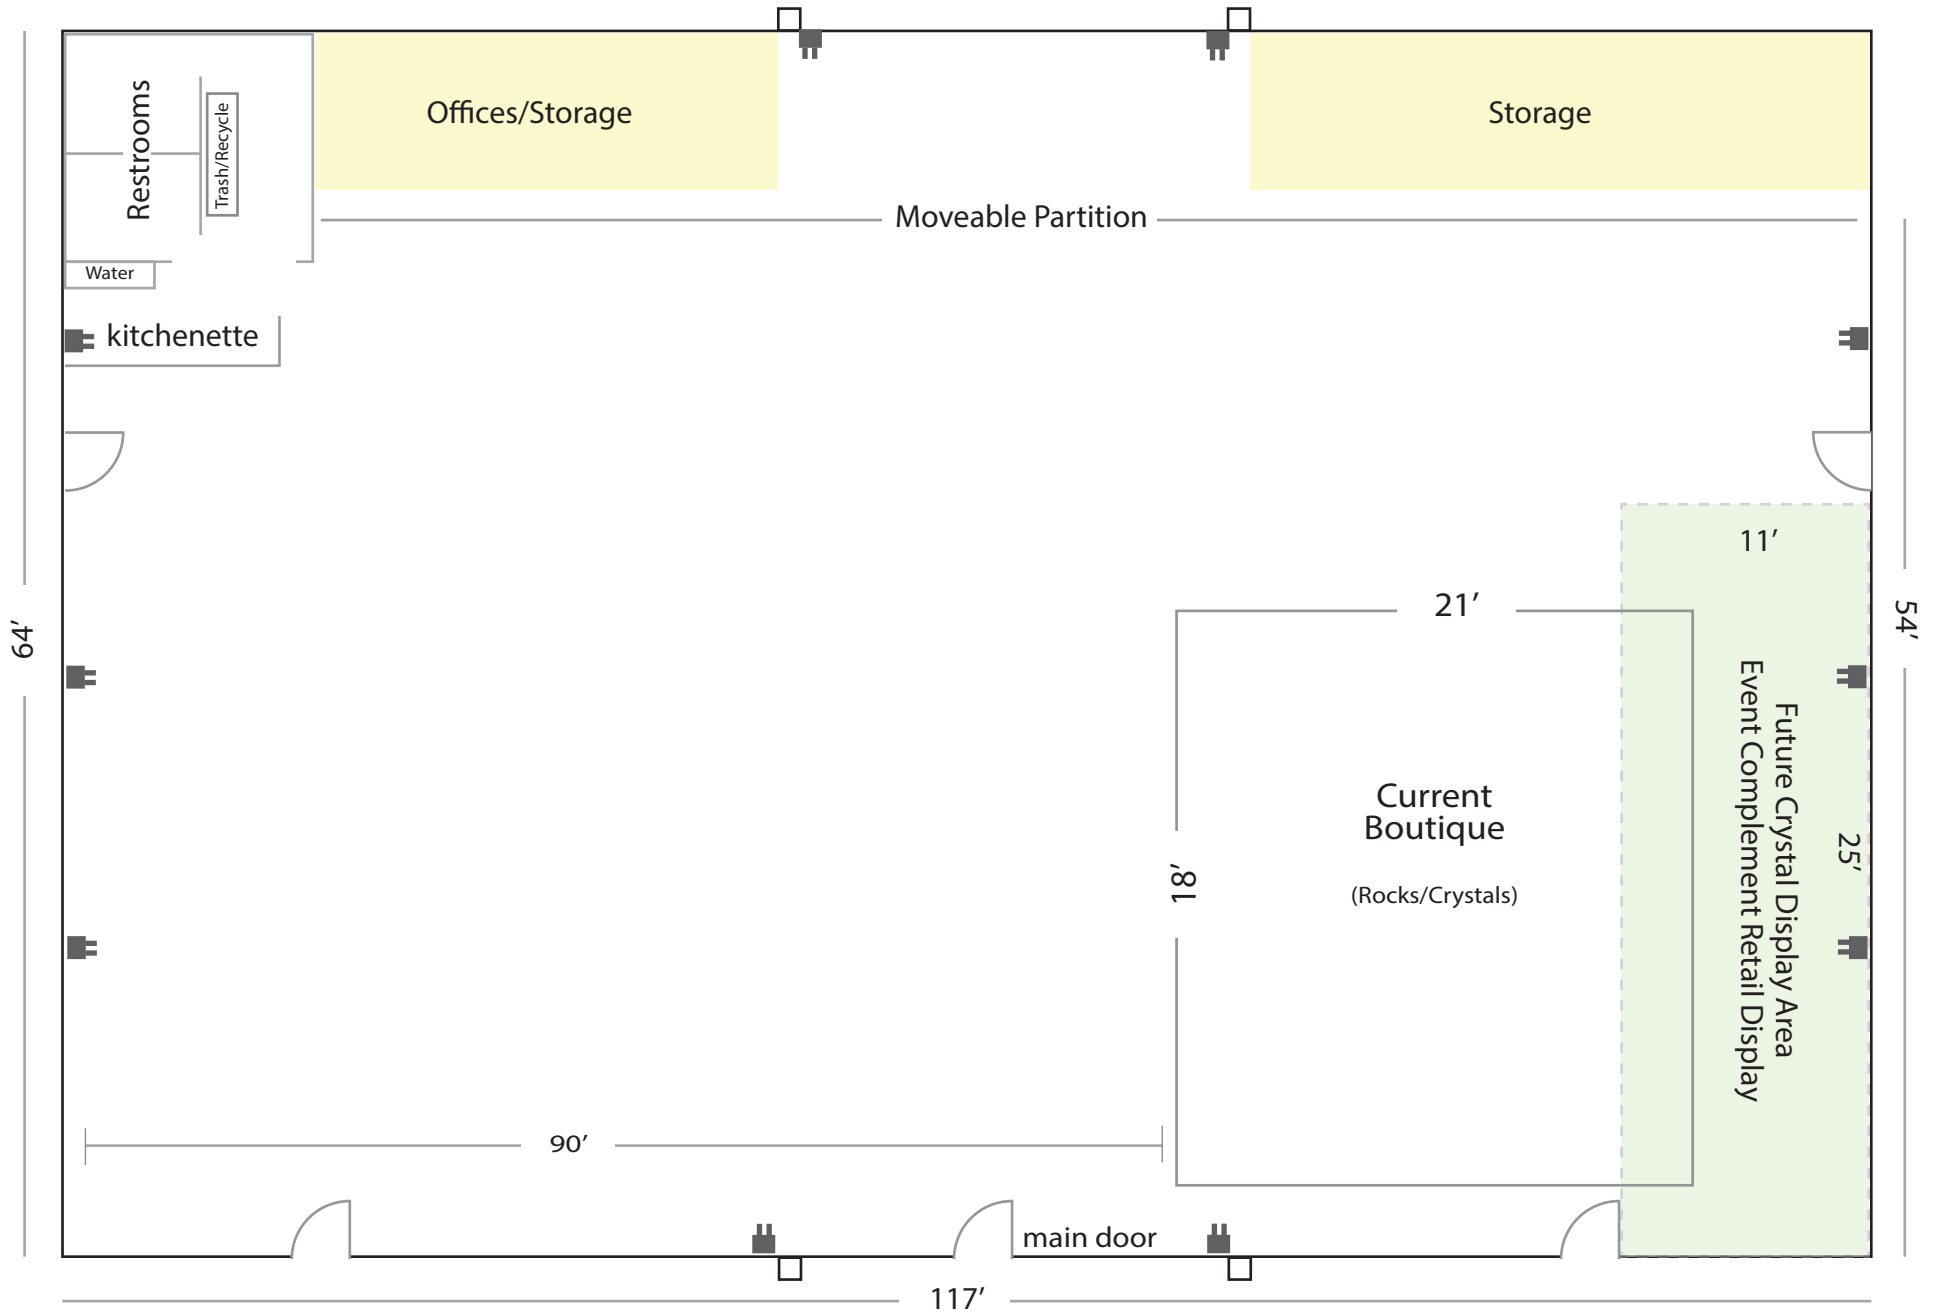 Restrooms
Trash/Recycle
Offices/Storage
Storage
Moveable Partition
Water
kitchenette
11′
21′
64′
54′
Future Crystal Display Area
Event Complement Retail Display
25′
Current
Boutique
(Rocks/Crystals)
18′
90′
main door
117′